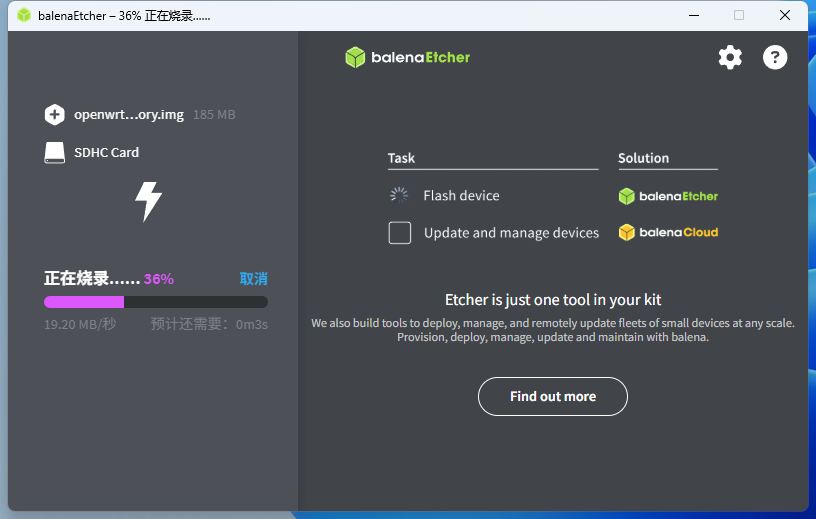 balenaEtcher – 36% 正在烧录......
balenaEtcher
openwrt...ory.img 185 MB
SDHC Card
正在烧录...... 36% 取消
19.20 MB/秒 预计还需要：0m3s
Task Solution
Flash device balenaEtcher
Update and manage devices balenaCloud
Etcher is just one tool in your kit
We also build tools to deploy, manage, and remotely update fleets of small devices at any scale.
Provision, deploy, manage, update and maintain with balena.
Find out more